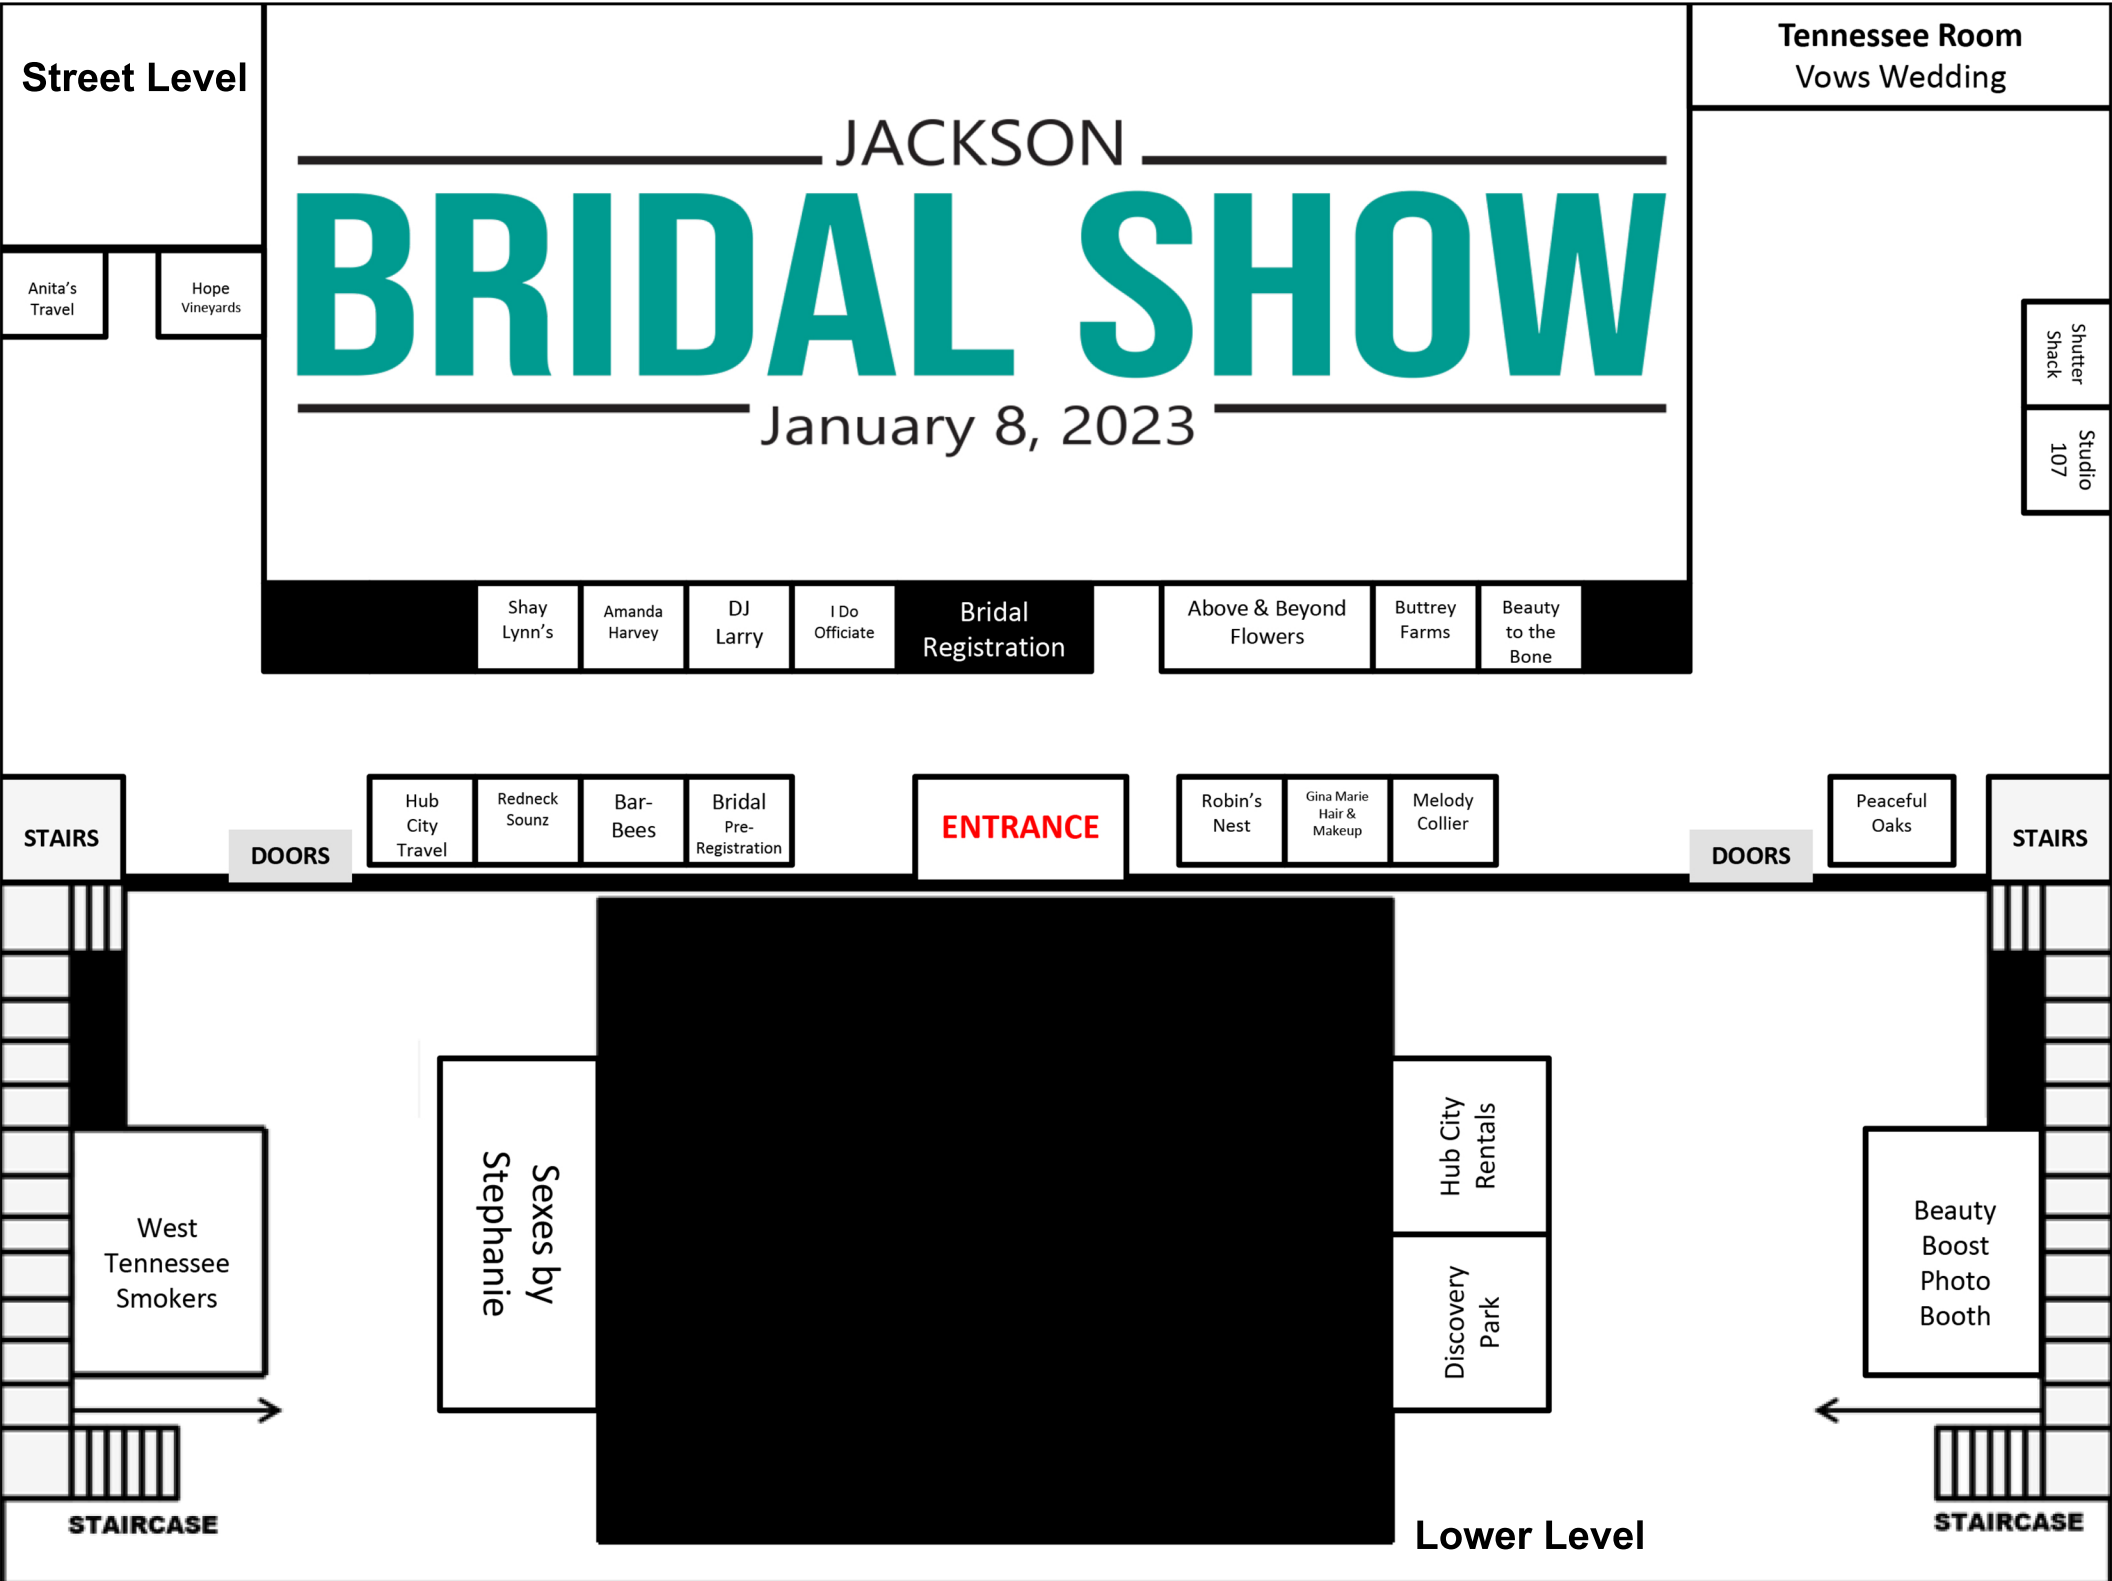 Street Level
Tennessee Room
Vows Wedding
JACKSON
BRIDAL SHOW
January 8, 2023
Anita’s
Travel
Hope
Vineyards
Shutter
Shack
Studio
107
Shay
Lynn’s
Amanda
Harvey
DJ
Larry
I Do
Officiate
Bridal
Registration
Above & Beyond
Flowers
Buttrey
Farms
Beauty
to the
Bone
STAIRS
DOORS
Hub
City
Travel
Redneck
Sounz
Bar-
Bees
Bridal
Pre-
Registration
ENTRANCE
Robin’s
Nest
Gina Marie
Hair &
Makeup
Melody
Collier
DOORS
Peaceful
Oaks
STAIRS
West
Tennessee
Smokers
Sexes by
Stephanie
Hub City
Rentals
Discovery
Park
Beauty
Boost
Photo
Booth
STAIRCASE
Lower Level
STAIRCASE